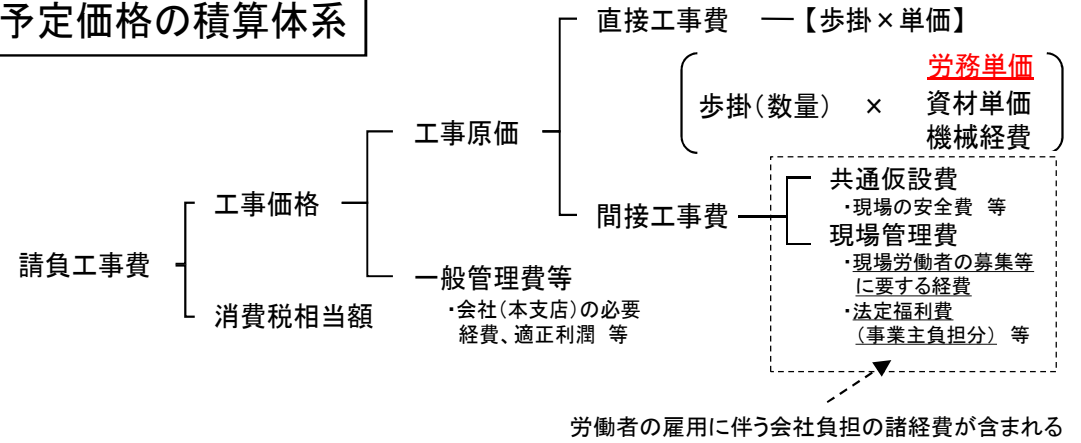 予定価格の積算体系
直接工事費
【歩掛×単価】
労務単価
歩掛(数量) × 資材単価
機械経費
工事原価
共通仮設費
・現場の安全費 等
工事価格
間接工事費
現場管理費
・現場労働者の募集等
に要する経費
請負工事費
一般管理費等
・会社(本支店)の必要
経費、適正利潤 等
・法定福利費
(事業主負担分) 等
消費税相当額
労働者の雇用に伴う会社負担の諸経費が含まれる